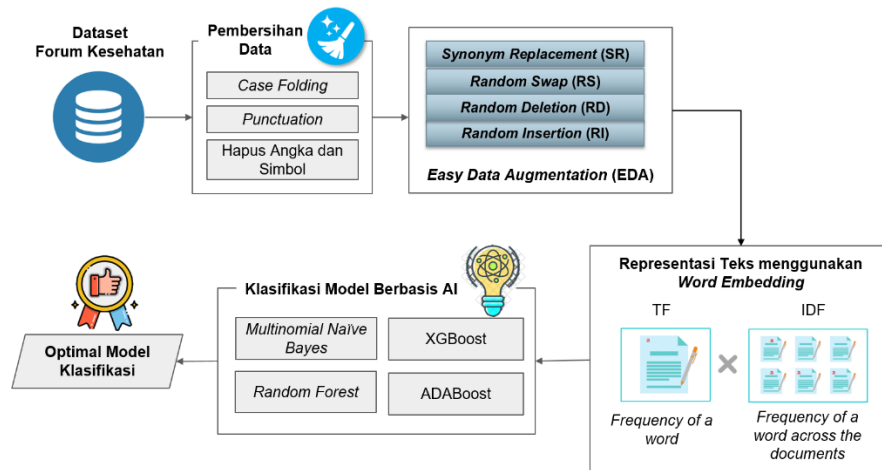 Dataset
Forum Kesehatan
Pembersihan
Data
Case Folding
Punctuation
Hapus Angka dan
Simbol
Synonym Replacement (SR)
Random Swap (RS)
Random Deletion (RD)
Random Insertion (RI)
Easy Data Augmentation (EDA)
Representasi Teks menggunakan
Word Embedding
TF
IDF
Frequency of a
word
Frequency of a
word across the
documents
Klasifikasi Model Berbasis AI
Multinomial Naïve
Bayes
XGBoost
Random Forest
ADABoost
Optimal Model
Klasifikasi